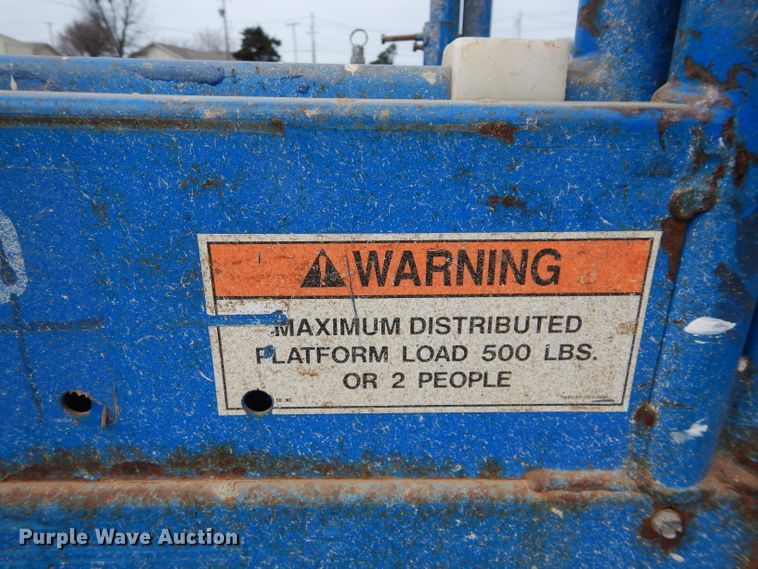 WARNING
MAXIMUM DISTRIBUTED
PLATFORM LOAD 500 LBS.
OR 2 PEOPLE
Purple Wave Auction